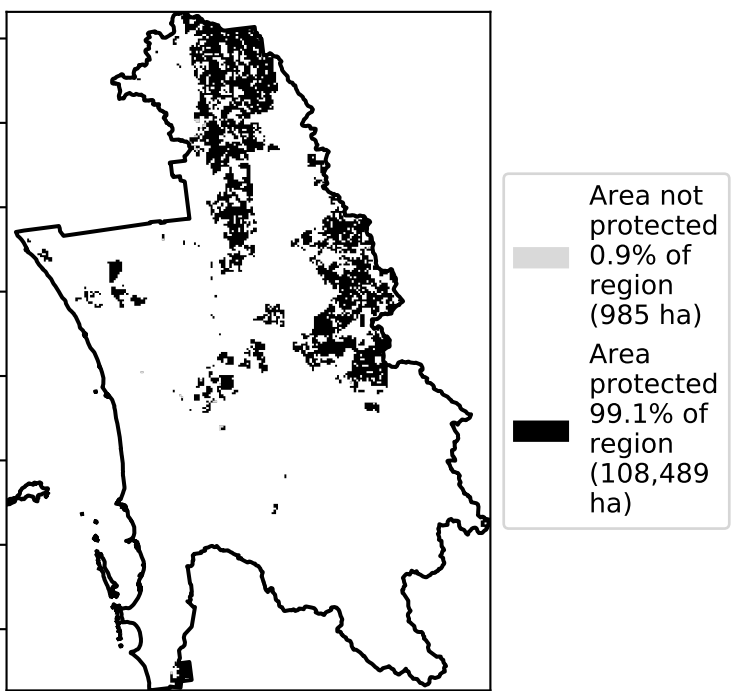 Area not
protected
0.9% of
region
(985 ha)
Area
protected
99.1% of
region
(108,489
ha)